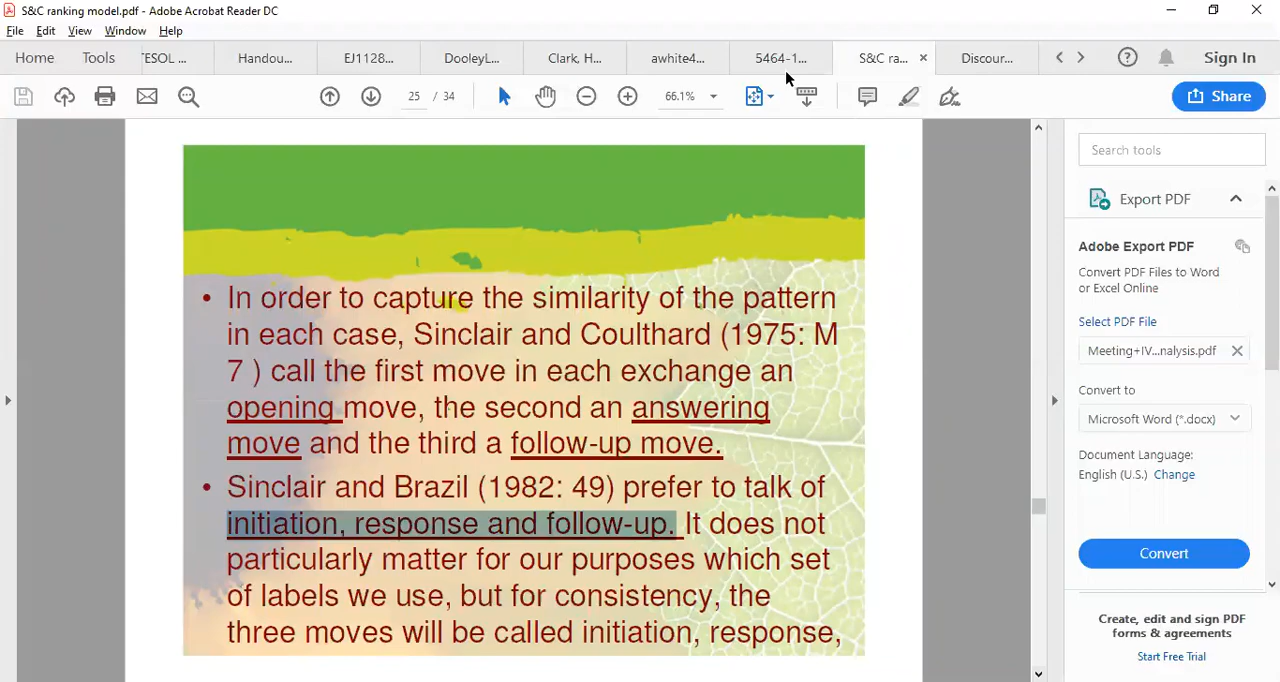 S&C ranking model.pdf - Adobe Acrobat Reader DC
File Edit View Window Help
Home Tools TESOL ... Handou... EJ1128... DooleyL... Clark, H... awhite4... 5464-1... S&C ra... × Discour... Sign In
25 / 34 66.1% Share
Search tools
Export PDF
Adobe Export PDF
Convert PDF Files to Word
or Excel Online
Select PDF File
Meeting+IV...nalysis.pdf
Convert to
Microsoft Word (*.docx)
Document Language:
English (U.S.) Change
Convert
Create, edit and sign PDF
forms & agreements
Start Free Trial
• In order to capture the similarity of the pattern
in each case, Sinclair and Coulthard (1975: M
7 ) call the first move in each exchange an
opening move, the second an answering
move and the third a follow-up move.
• Sinclair and Brazil (1982: 49) prefer to talk of
initiation, response and follow-up. It does not
particularly matter for our purposes which set
of labels we use, but for consistency, the
three moves will be called initiation, response,